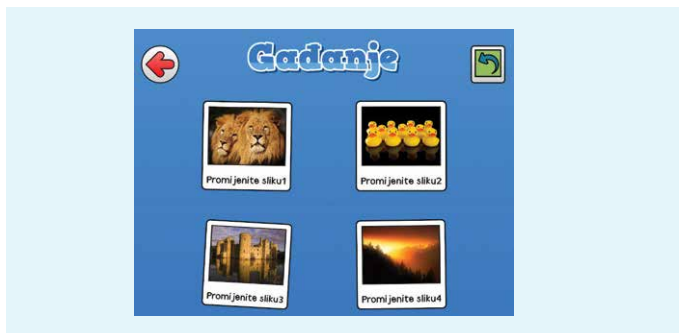 Gađanje
Promijenite sliku1
Promijenite sliku2
Promijenite sliku3
Promijenite sliku4